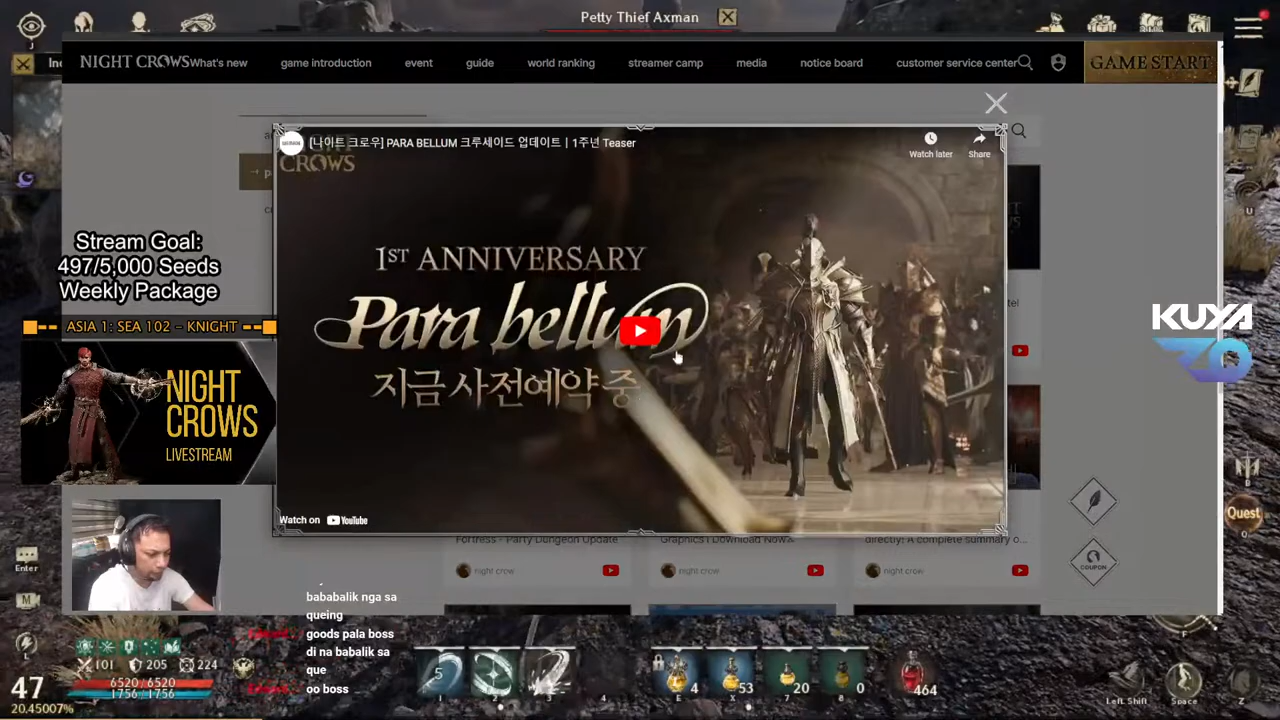 Petty Thief Axman
J
NIGHT CROWS
What's new
game introduction
event
guide
world ranking
streamer camp
media
notice board
customer service center
GAME START
[나이트 크로우] PARA BELLUM 크루세이드 업데이트 | 1주년 Teaser
Watch later
Share
CROWS
1ST ANNIVERSARY
Para bellum
지금 사전예약 중
Watch on YouTube
Stream Goal:
497/5,000 Seeds
Weekly Package
ASIA 1: SEA 102 - KNIGHT
NIGHT
CROWS
LIVESTREAM
KUYA
ZO
U
Quest
COUPON
Fortress - Party Dungeon Update
Graphics | Download Now
directly! A complete summary o...
night crow
night crow
night crow
Enter
M
L
bababalik nga sa
queing
goods pala boss
di na babalik sa
que
oo boss
101
205
224
47
6520/6520
1756/1756
20.45007%
5
4
E
4
X
53
7
20
8
0
464
F
Left Shift
Space
Z